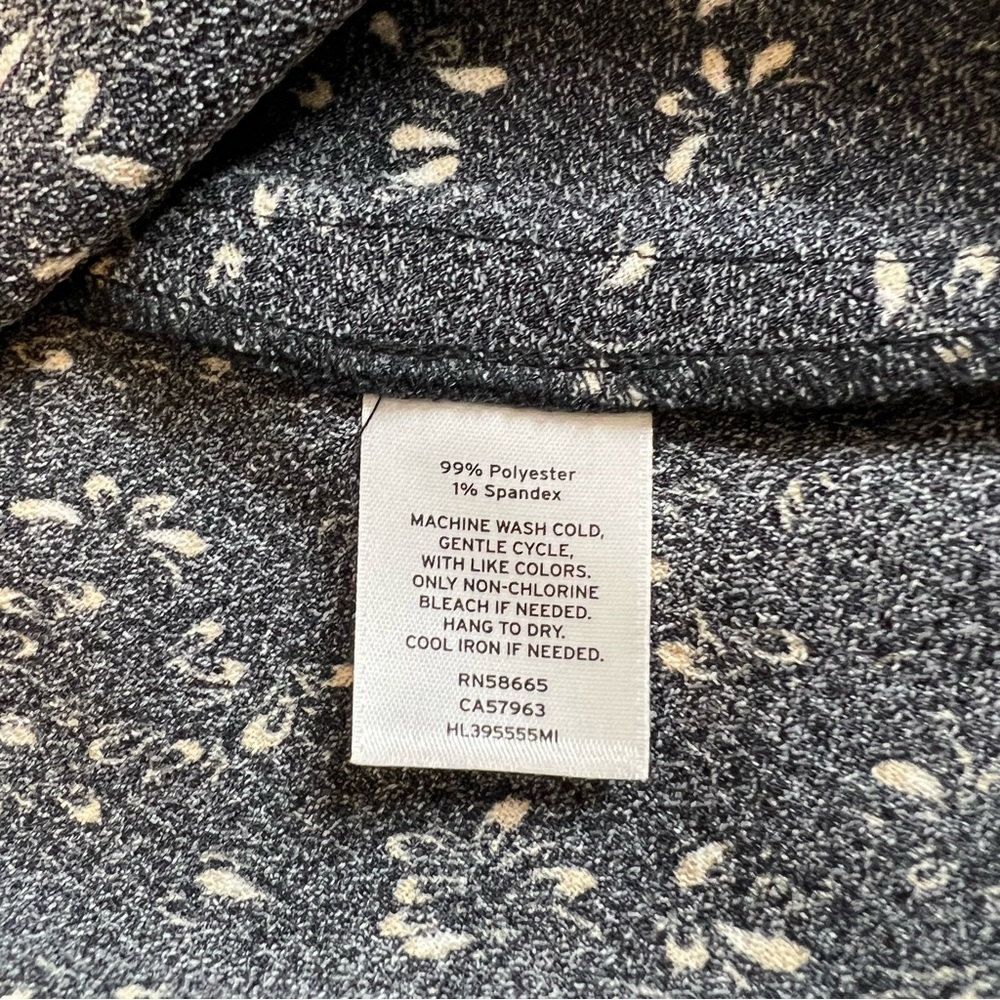 99% Polyester
1% Spandex
MACHINE WASH COLD,
GENTLE CYCLE,
WITH LIKE COLORS.
ONLY NON-CHLORINE
BLEACH IF NEEDED.
HANG TO DRY.
COOL IRON IF NEEDED.
RN58665
CA57963
HL395555MI